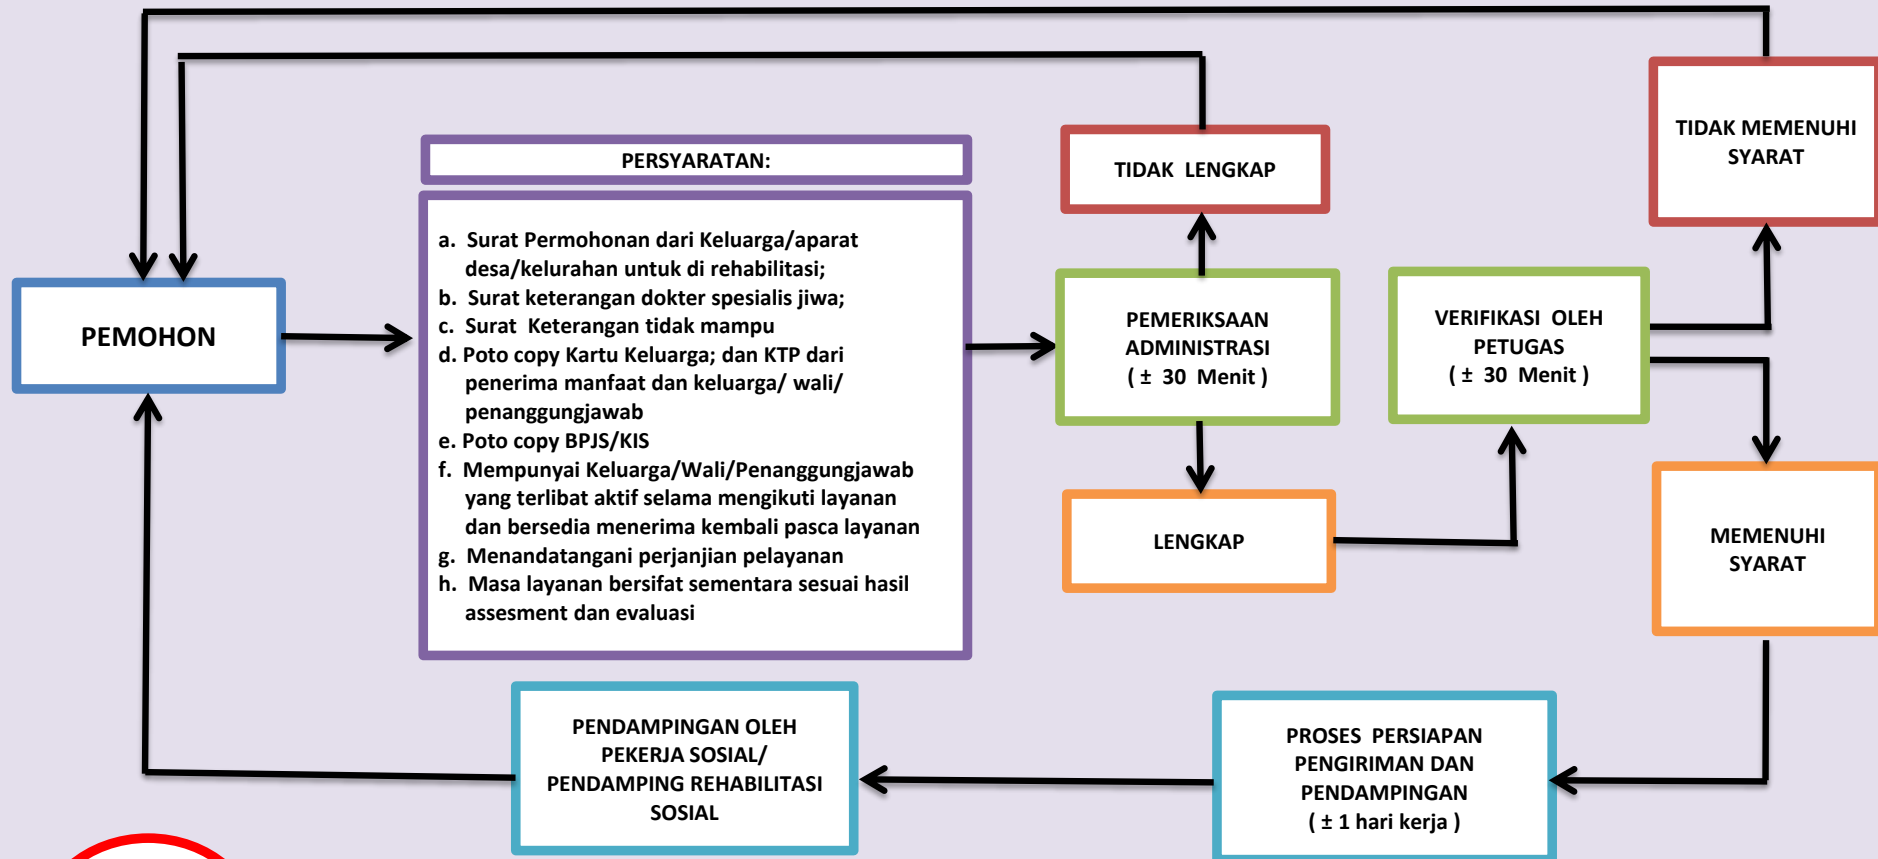 PEMOHON
PERSYARATAN:
a. Surat Permohonan dari Keluarga/aparat
desa/kelurahan untuk di rehabilitasi;
b. Surat keterangan dokter spesialis jiwa;
c. Surat Keterangan tidak mampu
d. Poto copy Kartu Keluarga; dan KTP dari
penerima manfaat dan keluarga/ wali/
penanggungjawab
e. Poto copy BPJS/KIS
f. Mempunyai Keluarga/Wali/Penanggungjawab
yang terlibat aktif selama mengikuti layanan
dan bersedia menerima kembali pasca layanan
g. Menandatangani perjanjian pelayanan
h. Masa layanan bersifat sementara sesuai hasil
assesment dan evaluasi
TIDAK LENGKAP
PEMERIKSAAN
ADMINISTRASI
( ± 30 Menit )
LENGKAP
VERIFIKASI OLEH
PETUGAS
( ± 30 Menit )
TIDAK MEMENUHI
SYARAT
MEMENUHI
SYARAT
PROSES PERSIAPAN
PENGIRIMAN DAN
PENDAMPINGAN
( ± 1 hari kerja )
PENDAMPINGAN OLEH
PEKERJA SOSIAL/
PENDAMPING REHABILITASI
SOSIAL